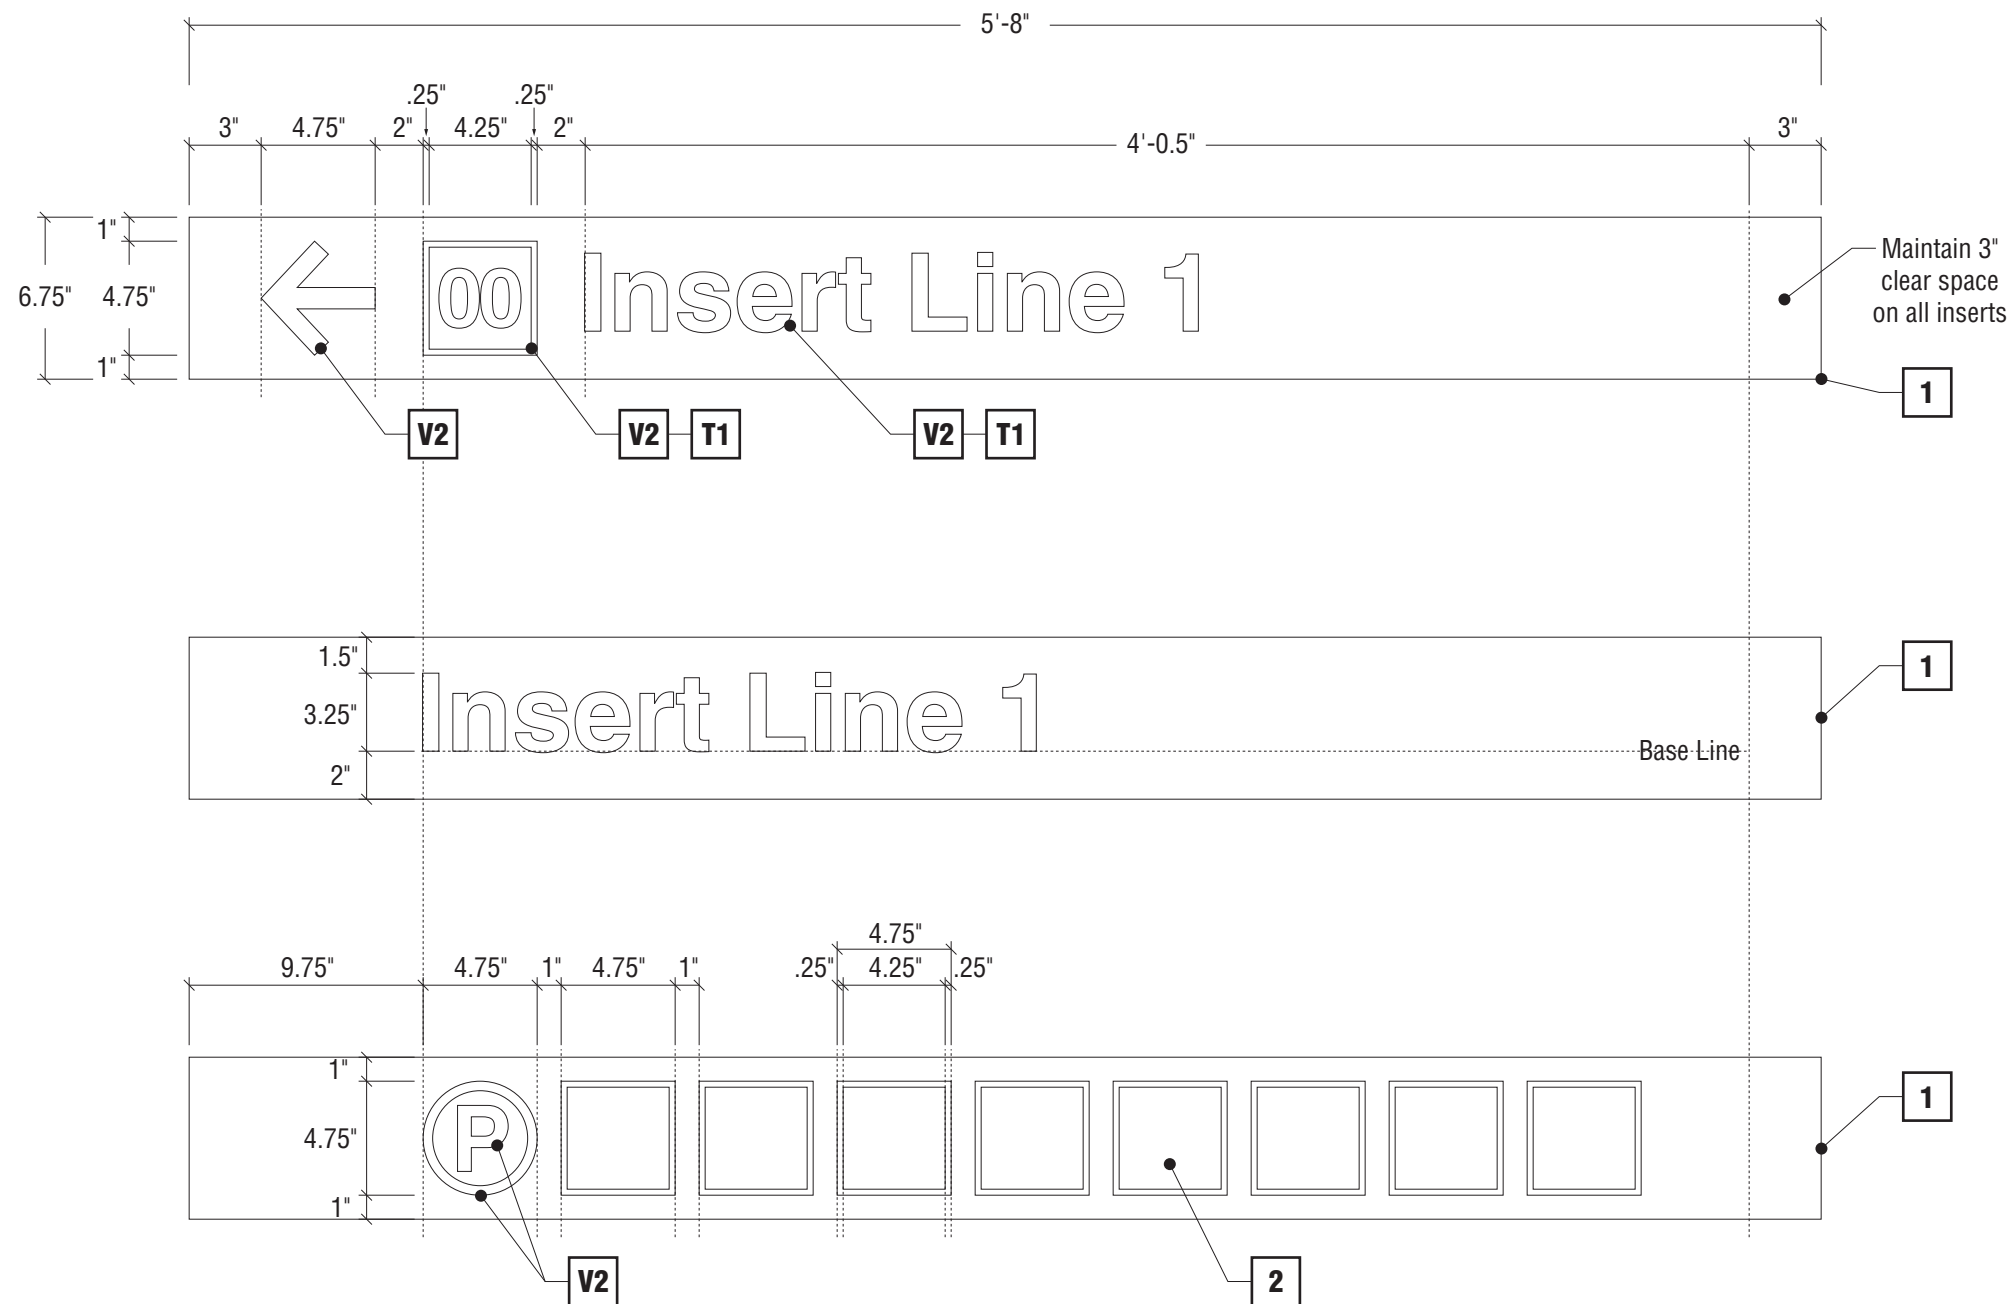 5'-8"
.25" .25"
3" 4.75" 2" 4.25" 2" 4'-0.5" 3"
1"
6.75" 4.75"
1"
00 Insert Line 1
Maintain 3"
clear space
on all inserts
1
V2 V2 T1 V2 T1
1.5"
3.25"
2"
Insert Line 1
Base Line
1
4.75"
9.75" 4.75" 1" 4.75" 1" .25" 4.25" .25"
1"
4.75"
1"
P
1
V2 2